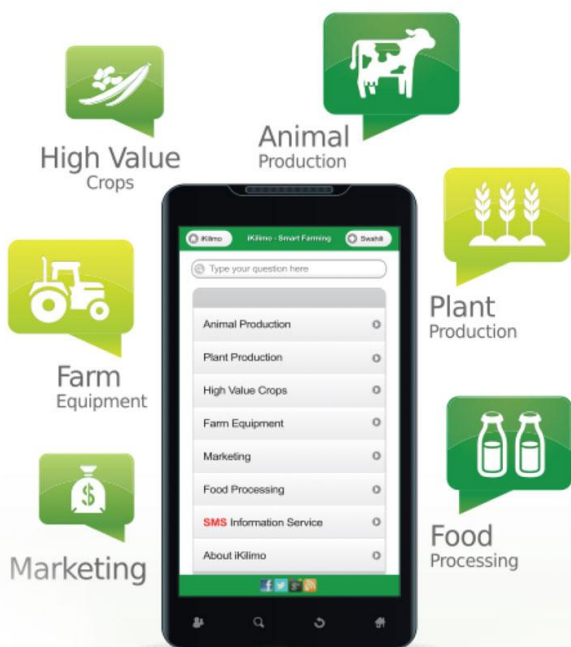 High Value
Crops
Animal
Production
Plant
Production
Farm
Equipment
Marketing
Food
Processing
iKilimo
iKilimo - Smart Farming
Swahili
Type your question here
Animal Production
Plant Production
High Value Crops
Farm Equipment
Marketing
Food Processing
SMS Information Service
About iKilimo